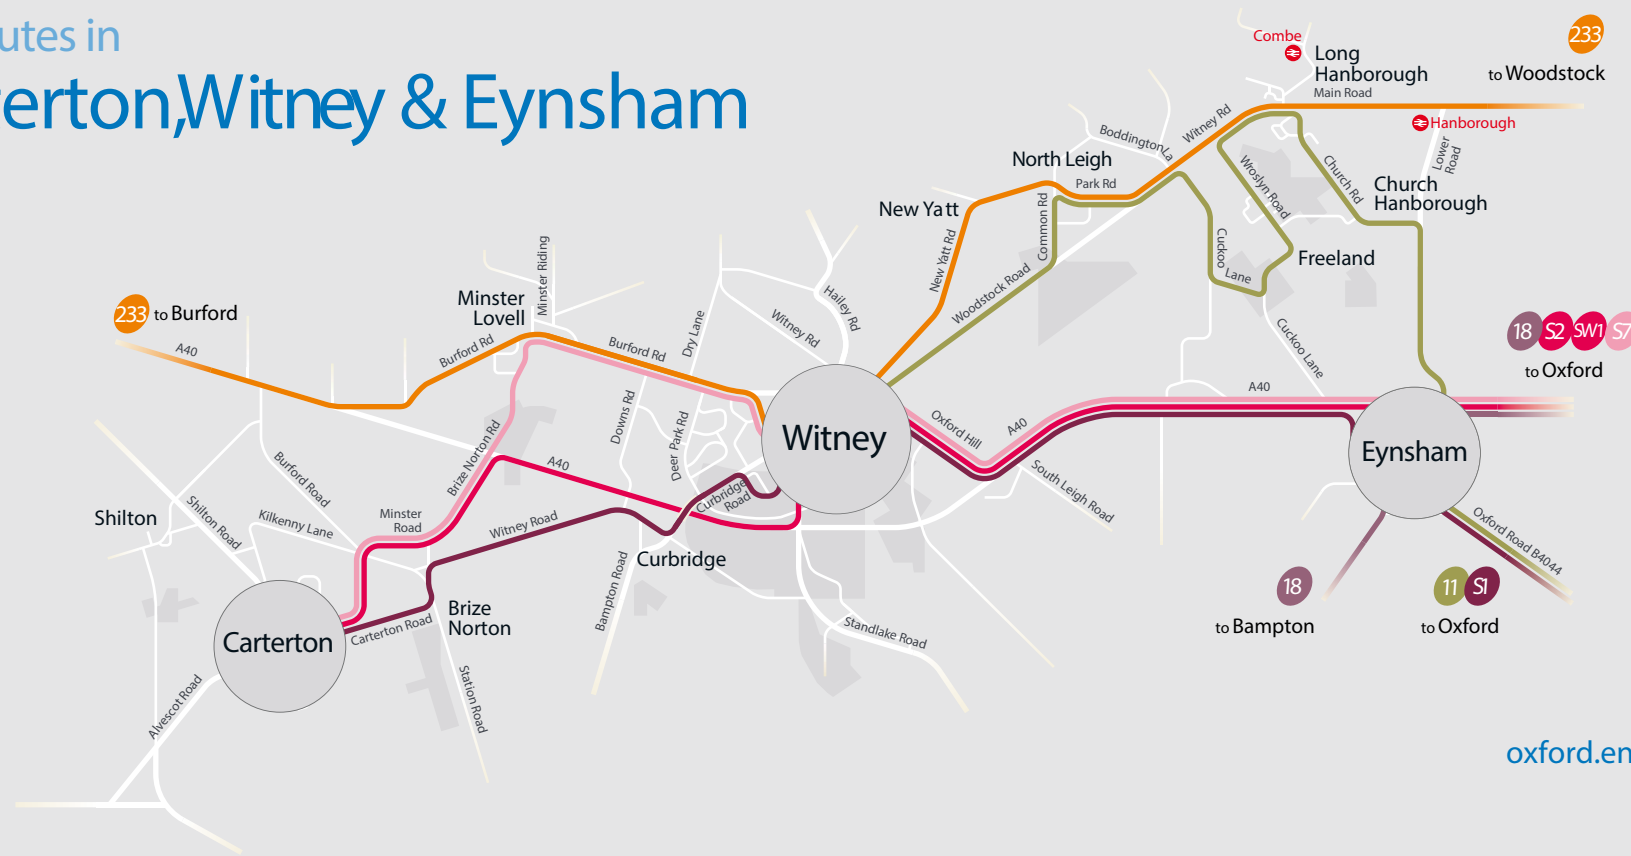 utes in
erton,Witney & Eynsham
233
to Woodstock
Combe
Long
Hanborough
Main Road
Hanborough
Lower
Road
Witney Rd
Boddington La
North Leigh
Park Rd
Church Rd
Church
Hanborough
Wroslyn Road
New Yatt
Common Rd
New Yatt Rd
Cuckoo
Lane
Freeland
Woodstock Road
Cuckoo Lane
Minster Riding
Minster
Lovell
233 to Burford
A40
Burford Rd
Burford Rd
Dry Lane
Witney Rd
Hailey Rd
18 S2 SW1 S7
to Oxford
A40
Witney
Oxford Hill
A40
Eynsham
Downs Rd
Deer Park Rd
Brize Norton Rd
A40
Curbridge
Road
South Leigh Road
Burford Road
Shilton
Shilton Road
Kilkenny Lane
Minster
Road
Witney Road
Curbridge
Oxford Road B4044
18
to Bampton
11 S1
to Oxford
Bampton Road
Brize
Norton
Carterton
Carterton Road
Standlake Road
Station Road
Alvescot Road
oxford.en